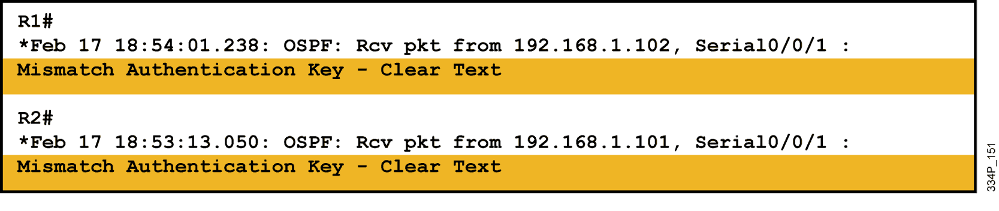 R1#
*Feb 17 18:54:01.238: OSPF: Rcv pkt from 192.168.1.102, Serial0/0/1 :
Mismatch Authentication Key - Clear Text
R2#
*Feb 17 18:53:13.050: OSPF: Rcv pkt from 192.168.1.101, Serial0/0/1 :
Mismatch Authentication Key - Clear Text
334P_151